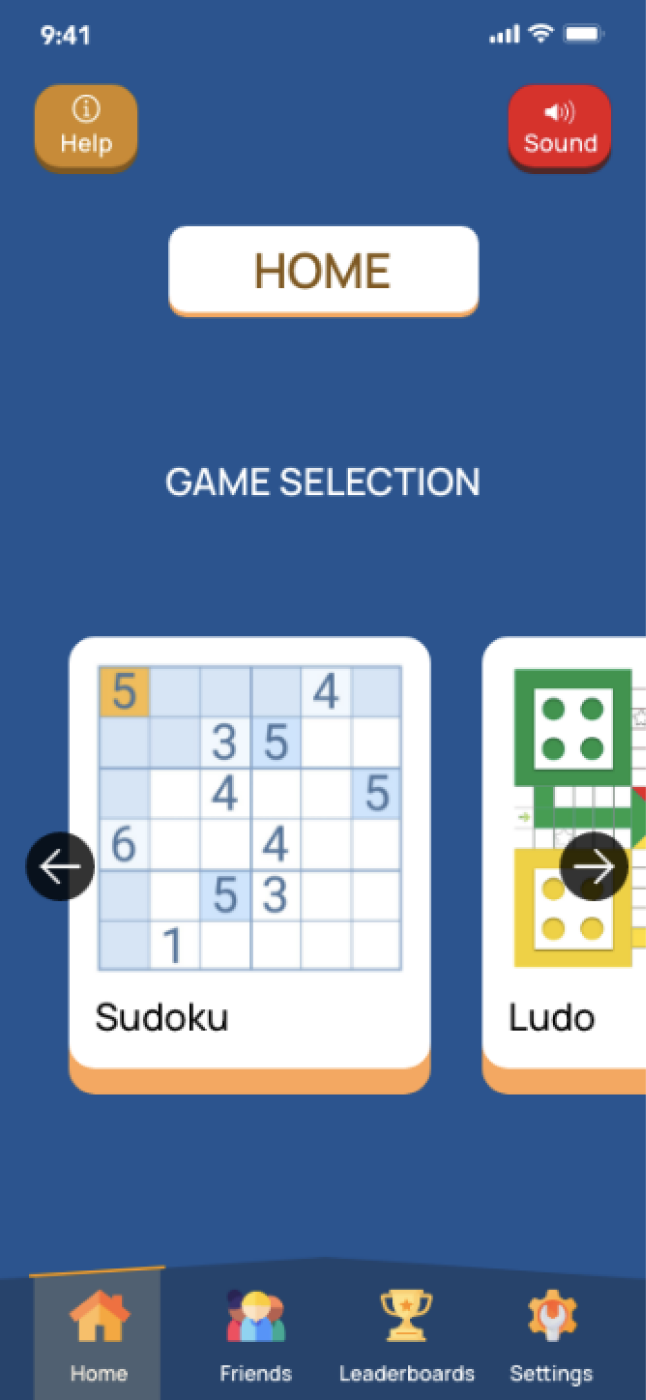 9:41
Help
Sound
HOME
GAME SELECTION
5 4
3 5
4 5
6 4
5 3
1
Sudoku
Ludo
Home
Friends
Leaderboards
Settings